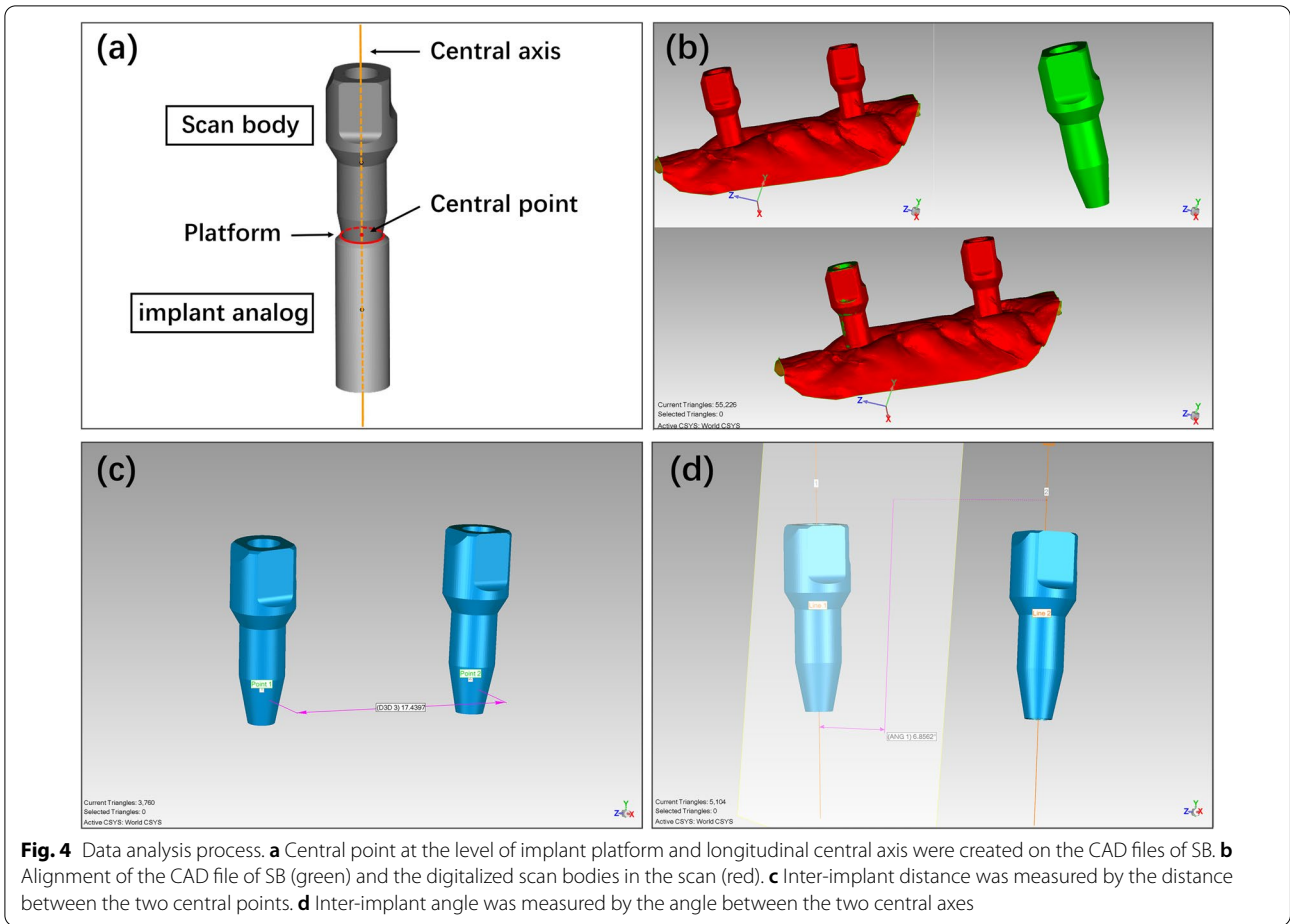 (a)
Central axis
Scan body
Central point
Platform
implant analog
(b)
Z Y X
Y Z X
Z Y X
Current Triangles: 55,226
Selected Triangles: 0
Active CSYS: World CSYS
Y Z X
(c)
Point 1
Point 2
(D3D 3) 17.4397
Current Triangles: 3,760
Selected Triangles: 0
Active CSYS: World CSYS
Y Z X
(d)
1
2
Line 1
Line 2
(ANG 1) 6.8562°
Current Triangles: 5,104
Selected Triangles: 0
Active CSYS: World CSYS
Y Z X
Fig. 4 Data analysis process. a Central point at the level of implant platform and longitudinal central axis were created on the CAD files of SB. b
Alignment of the CAD file of SB (green) and the digitalized scan bodies in the scan (red). c Inter-implant distance was measured by the distance
between the two central points. d Inter-implant angle was measured by the angle between the two central axes